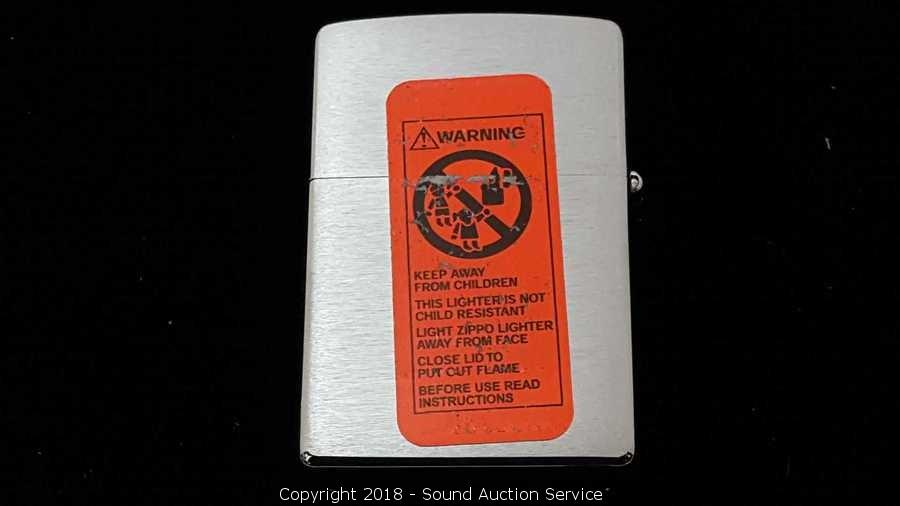 WARNING
KEEP AWAY
FROM CHILDREN
THIS LIGHTER IS NOT
CHILD RESISTANT
LIGHT ZIPPO LIGHTER
AWAY FROM FACE
CLOSE LID TO
PUT OUT FLAME
BEFORE USE READ
INSTRUCTIONS
Copyright 2018 - Sound Auction Service